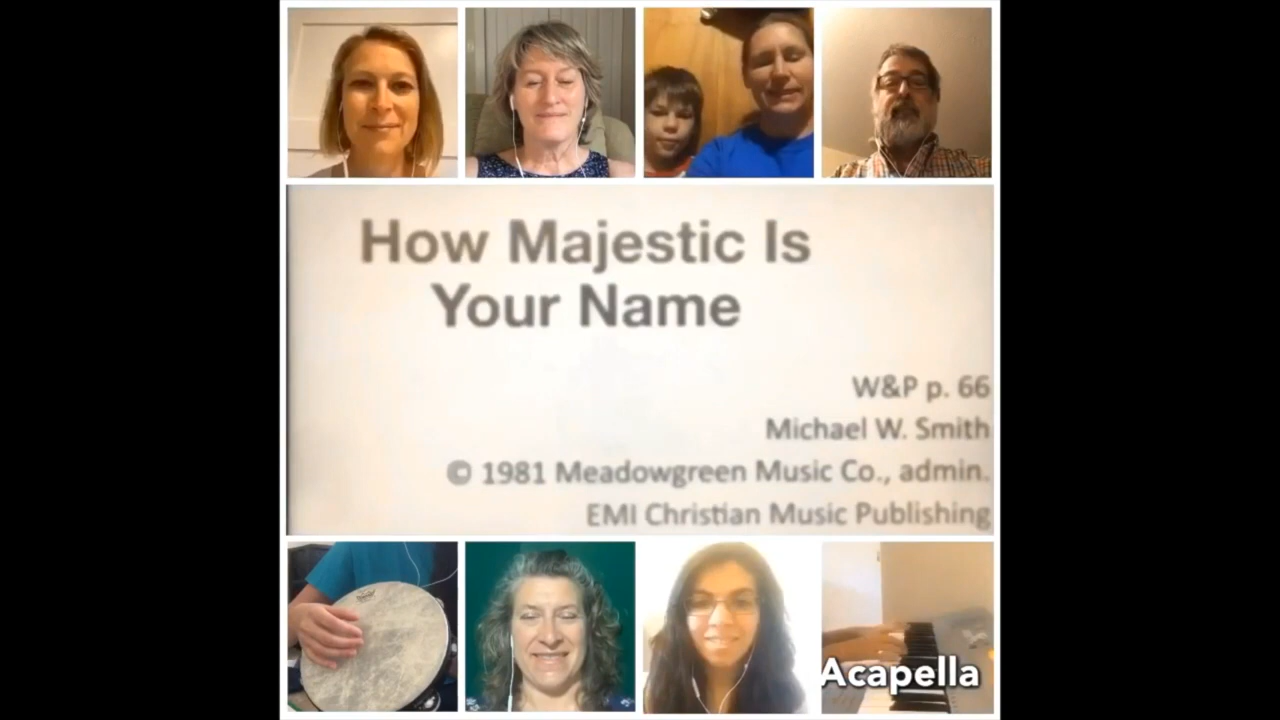 How Majestic Is
Your Name
W&P p. 66
Michael W. Smith
© 1981 Meadowgreen Music Co., admin.
EMI Christian Music Publishing
Acapella